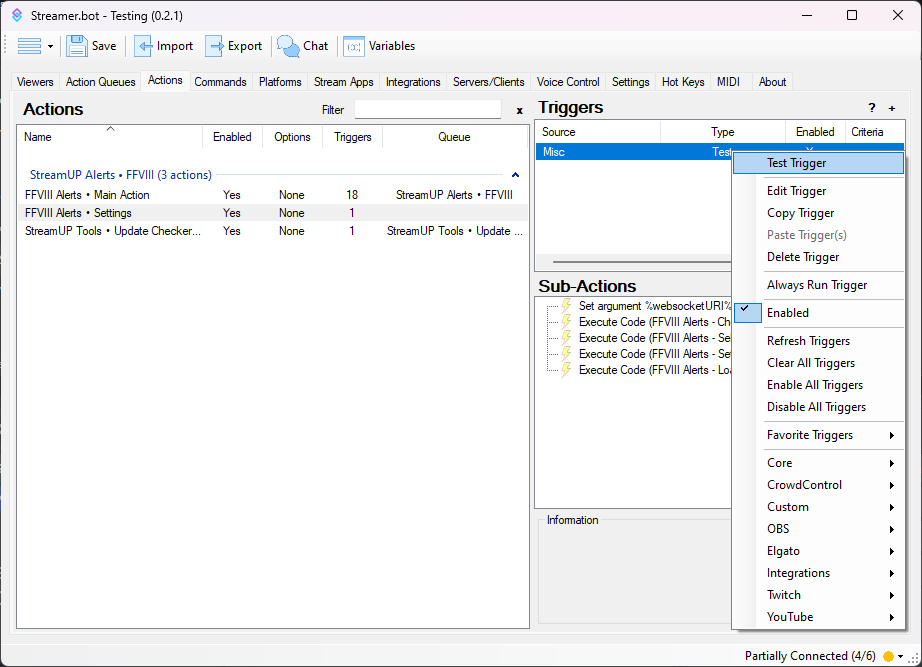 Streamer.bot - Testing (0.2.1)
Save Import Export Chat Variables
Viewers Action Queues Actions Commands Platforms Stream Apps Integrations Servers/Clients Voice Control Settings Hot Keys MIDI About
Actions Filter x
Name Enabled Options Triggers Queue
StreamUP Alerts • FFVIII (3 actions)
FFVIII Alerts • Main Action Yes None 18 StreamUP Alerts • FFVIII
FFVIII Alerts • Settings Yes None 1
StreamUP Tools • Update Checker... Yes None 1 StreamUP Tools • Update ...
Triggers ? +
Source Type Enabled Criteria
Misc Test
Sub-Actions
Set argument %websocketURI%
Execute Code (FFVIII Alerts - Ch
Execute Code (FFVIII Alerts - Se
Execute Code (FFVIII Alerts - Se
Execute Code (FFVIII Alerts - Loa
Information
Test Trigger
Edit Trigger
Copy Trigger
Paste Trigger(s)
Delete Trigger
Always Run Trigger
Enabled
Refresh Triggers
Clear All Triggers
Enable All Triggers
Disable All Triggers
Favorite Triggers
Core
CrowdControl
Custom
OBS
Elgato
Integrations
Twitch
YouTube
Partially Connected (4/6)